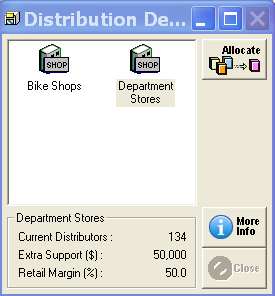 Distribution De...
Allocate
SHOP
SHOP
Bike Shops
Department
Stores
Department Stores
Current Distributors : 134
Extra Support ($) : 50,000
Retail Margin (%) : 50.0
More
Info
Close